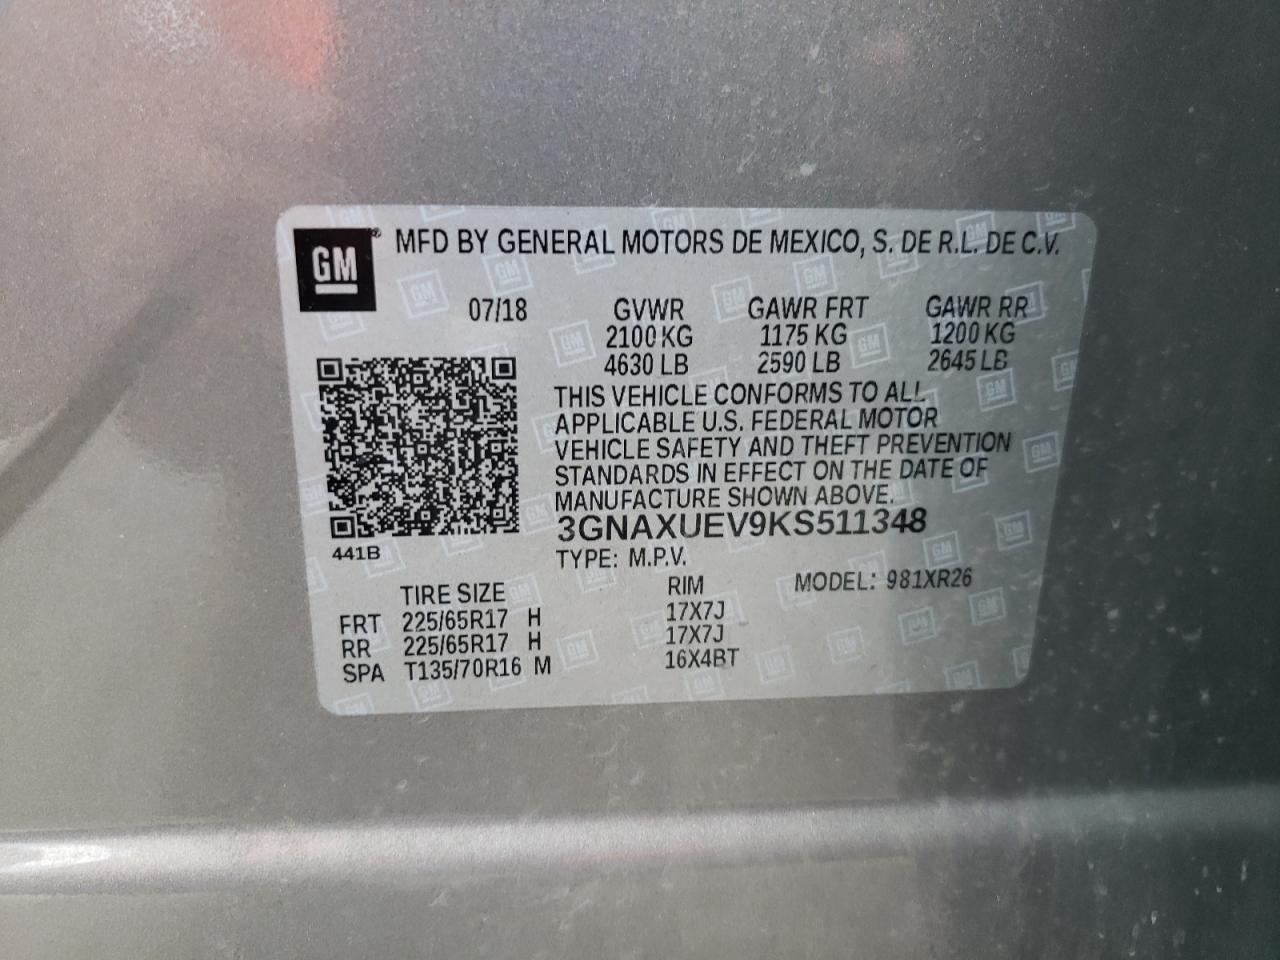 GM® MFD BY GENERAL MOTORS DE MEXICO, S. DE R.L. DE C.V.
07/18 GVWR GAWR FRT GAWR RR
2100 KG 1175 KG 1200 KG
4630 LB 2590 LB 2645 LB
THIS VEHICLE CONFORMS TO ALL
APPLICABLE U.S. FEDERAL MOTOR
VEHICLE SAFETY AND THEFT PREVENTION
STANDARDS IN EFFECT ON THE DATE OF
MANUFACTURE SHOWN ABOVE.
3GNAXUEV9KS511348
441B TYPE: M.P.V.
TIRE SIZE RIM MODEL: 981XR26
FRT 225/65R17 H 17X7J
RR 225/65R17 H 17X7J
SPA T135/70R16 M 16X4BT